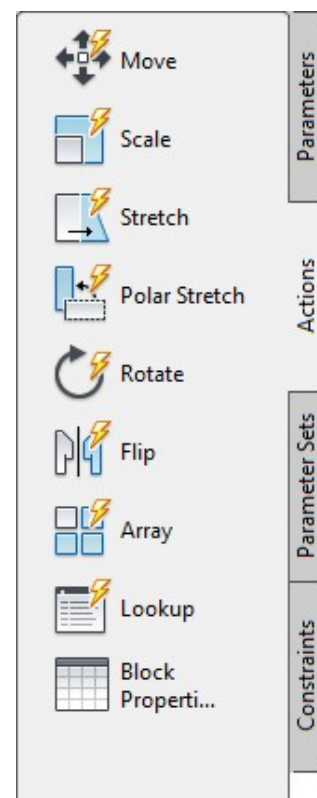 Move
Scale
Stretch
Polar Stretch
Rotate
Flip
Array
Lookup
Block
Properti...
Parameters
Actions
Parameter Sets
Constraints